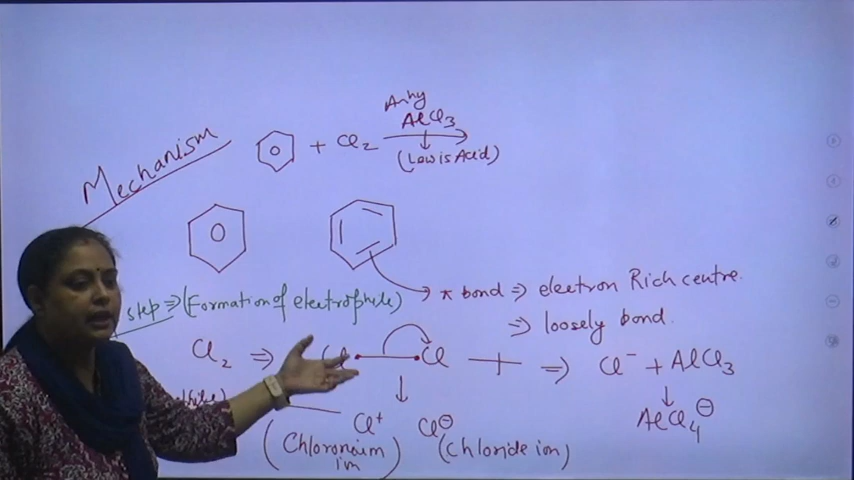 Mechanism
+ Cl2
Anhy
AlCl3
(Lewis Acid)
step ⇒ (Formation of electrophile)
π bond ⇒ electron Rich centre.
⇒ loosely bond.
Cl2 ⇒
Cl
⇒ Cl⁻ + AlCl3
Cl⁺ Cl⊖
AlCl4⊖
(Chloronium
im)
(chloride ion)